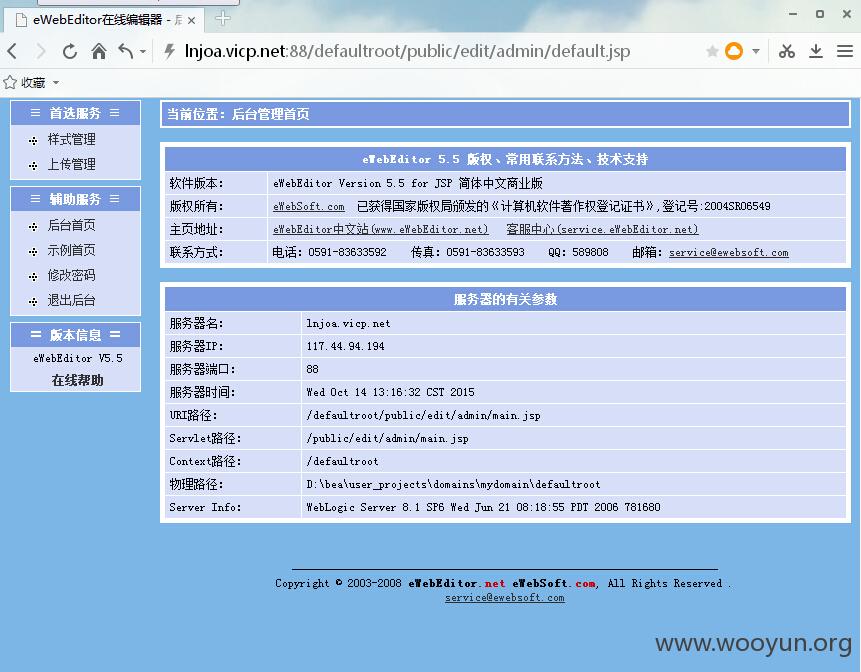 eWebEditor在线编辑器 - 后
lnjoa.vicp.net:88/defaultroot/public/edit/admin/default.jsp
收藏
首选服务
样式管理
上传管理
辅助服务
后台首页
示例首页
修改密码
退出后台
版本信息
eWebEditor V5.5
在线帮助
当前位置：后台管理首页
eWebEditor 5.5 版权、常用联系方法、技术支持
软件版本： eWebEditor Version 5.5 for JSP 简体中文商业版
版权所有： eWebSoft.com 已获得国家版权局颁发的《计算机软件著作权登记证书》,登记号:2004SR06549
主页地址： eWebEditor中文站(www.eWebEditor.net) 客服中心(service.eWebEditor.net)
联系方式： 电话：0591-83633592 传真：0591-83633593 QQ：589808 邮箱：service@ewebsoft.com
服务器的有关参数
服务器名： lnjoa.vicp.net
服务器IP： 117.44.94.194
服务器端口： 88
服务器时间： Wed Oct 14 13:16:32 CST 2015
URI路径： /defaultroot/public/edit/admin/main.jsp
Servlet路径： /public/edit/admin/main.jsp
Context路径： /defaultroot
物理路径： D:\bea\user_projects\domains\mydomain\defaultroot
Server Info： WebLogic Server 8.1 SP6 Wed Jun 21 08:18:55 PDT 2006 781680
Copyright © 2003-2008 eWebEditor.net eWebSoft.com, All Rights Reserved .
service@ewebsoft.com
www.wooyun.org